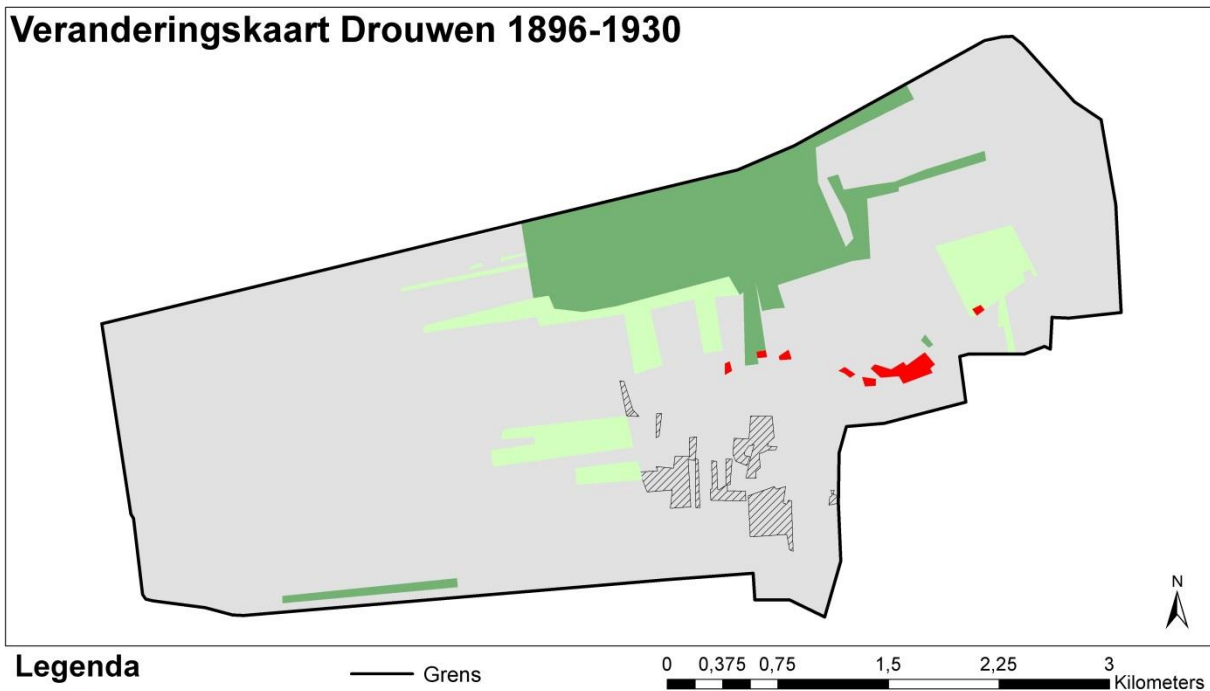 Veranderingskaart Drouwen 1896-1930
N
Legenda
Grens
0 0,375 0,75 1,5 2,25 3
Kilometers